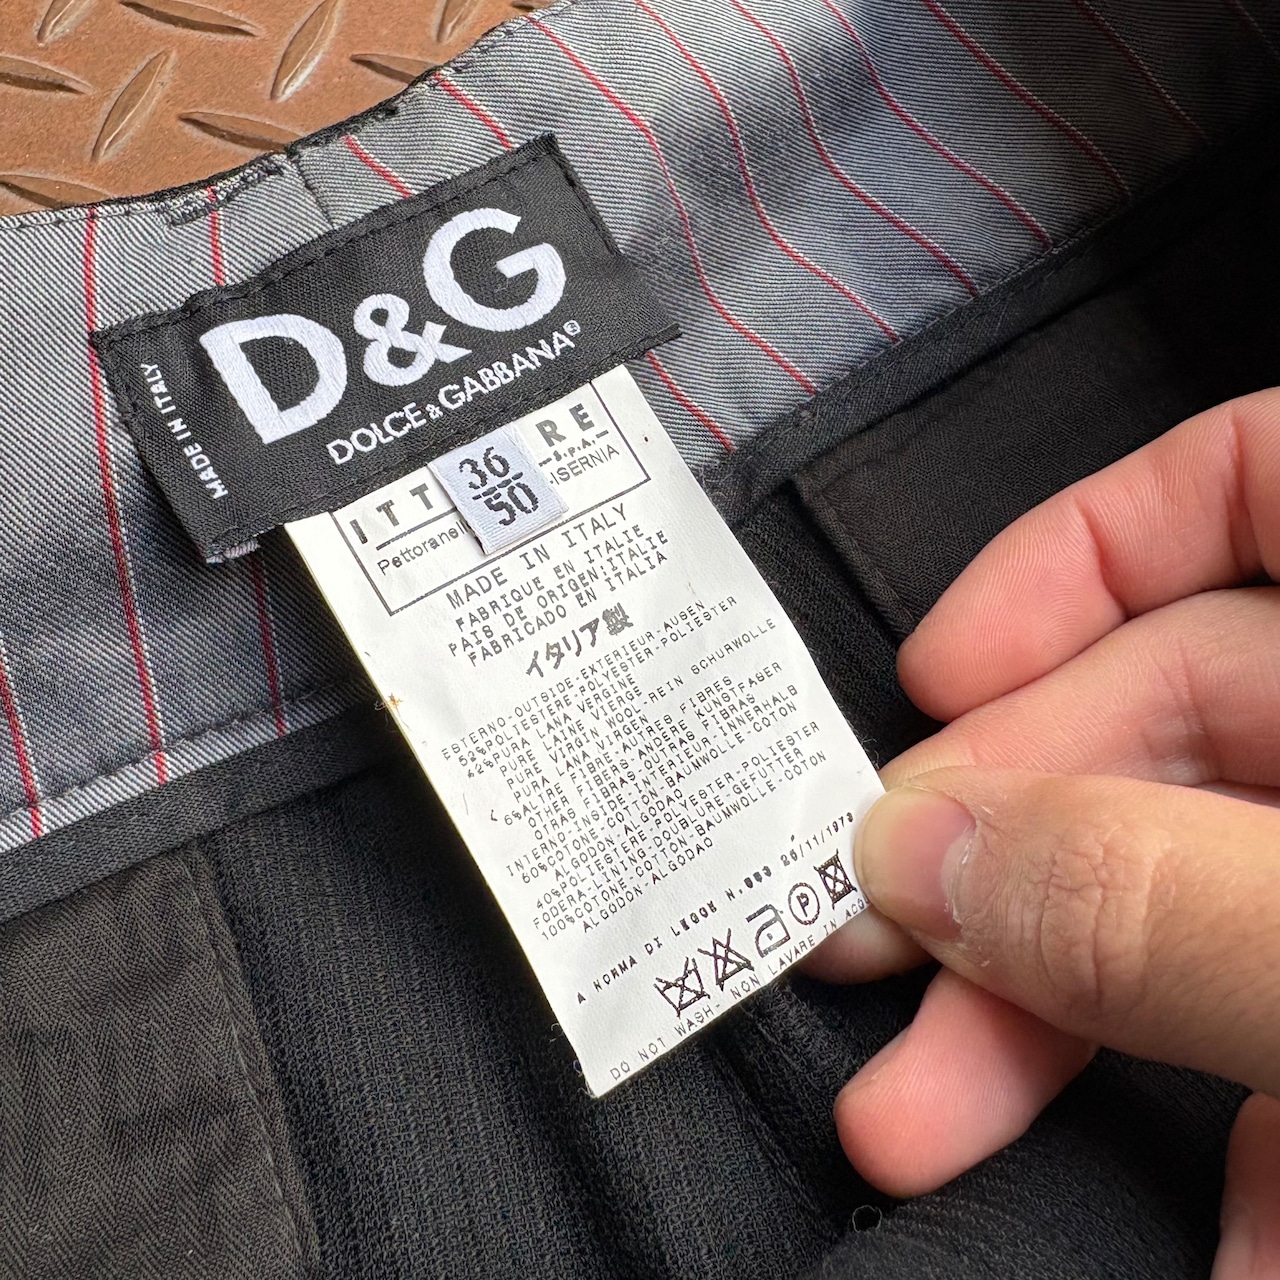 D&G
DOLCE & GABBANA®
MADE IN ITALY
36
50
ITT RE
S.p.A.
Pettoranell ISERNIA
MADE IN ITALY
FABRIQUE EN ITALIE
PAIS DE ORIGEN:ITALIE
FABRICADO EN ITALIA
イタリア製
ESTERNO-OUTSIDE-EXTERIEUR-AUSEN
52%POLIESTERE-POLYESTER-POLIESTER
42%PURA LANA VERGINE
PURE LAINE VIERGE
PURE VIRGIN WOOL-REIN SCHURWOLLE
PURA LANA VIRGEN
6%ALTRE FIBRE-AUTRES FIBRES
OTHER FIBERS-ANDERE KUNSTFASER
OTRAS FIBRAS-OUTRAS FIBRAS
INTERNO-INSIDE-INTERIEUR-INNERHALB
60%COTONE-COTON-BAUMWOLLE-COTON
ALGODON-ALGODAO
40%POLIESTER-POLYESTER-POLIESTER
FODERA-LINING-DOUBLURE-GEFUTTER
100%COTONE-COTTON-BAUMWOLLE-COTON
ALGODON-ALGODAO
A NORMA DI LEGGE N.883 26/11/1973
P
DO NOT WASH- NON LAVARE IN ACQ